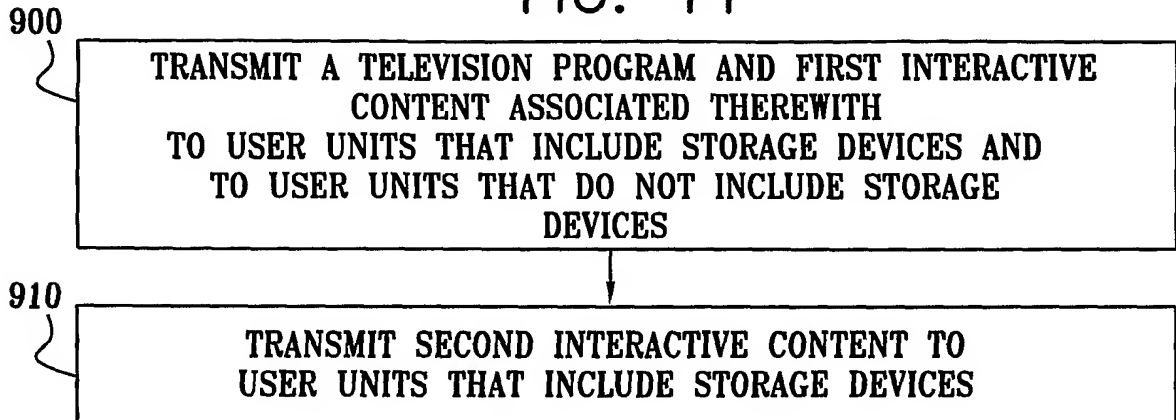 FIG.
900
TRANSMIT A TELEVISION PROGRAM AND FIRST INTERACTIVE
CONTENT ASSOCIATED THEREWITH
TO USER UNITS THAT INCLUDE STORAGE DEVICES AND
TO USER UNITS THAT DO NOT INCLUDE STORAGE
DEVICES
910
TRANSMIT SECOND INTERACTIVE CONTENT TO
USER UNITS THAT INCLUDE STORAGE DEVICES